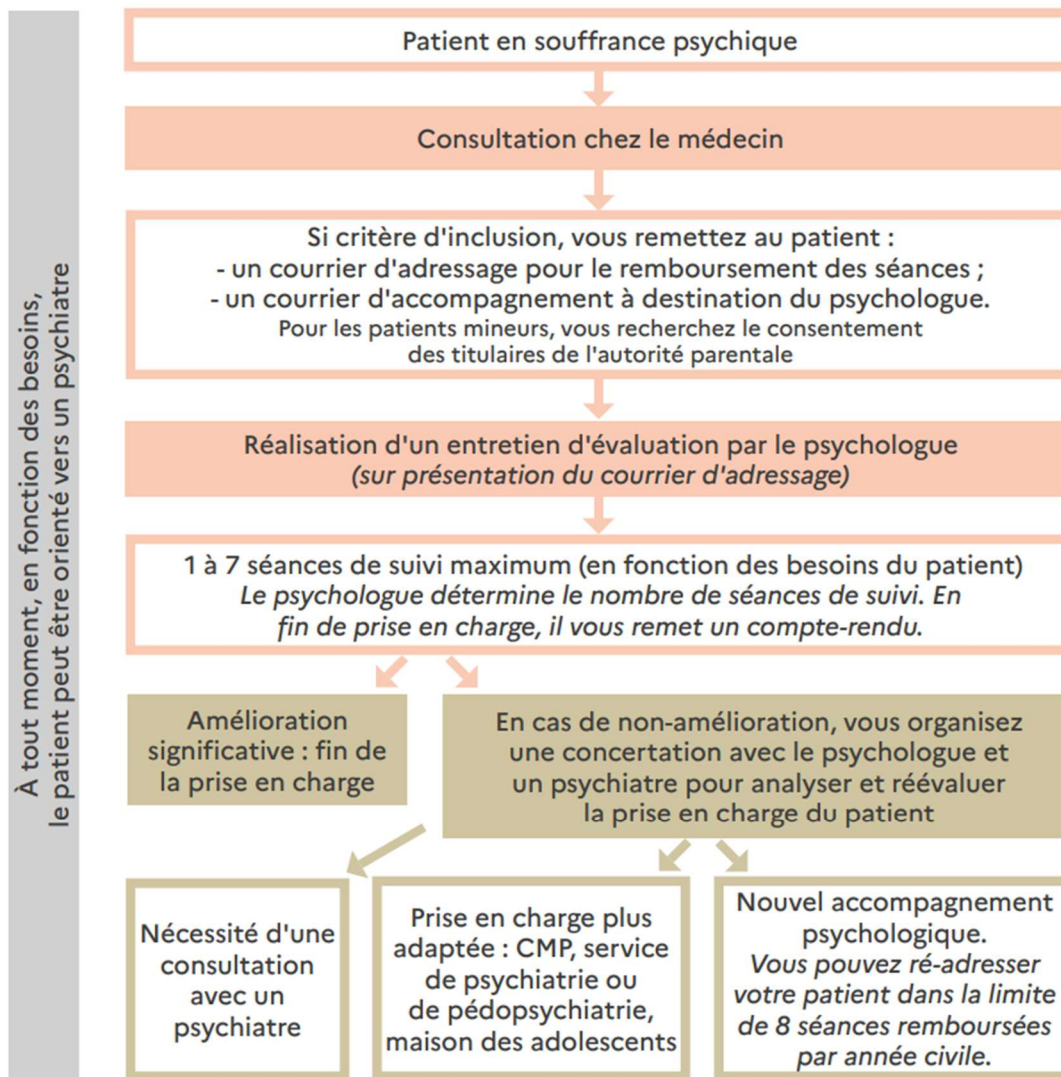 À tout moment, en fonction des besoins,
le patient peut être orienté vers un psychiatre
Patient en souffrance psychique
Consultation chez le médecin
Si critère d'inclusion, vous remettez au patient :
- un courrier d'adressage pour le remboursement des séances ;
- un courrier d'accompagnement à destination du psychologue.
Pour les patients mineurs, vous recherchez le consentement
des titulaires de l'autorité parentale
Réalisation d'un entretien d'évaluation par le psychologue
(sur présentation du courrier d'adressage)
1 à 7 séances de suivi maximum (en fonction des besoins du patient)
Le psychologue détermine le nombre de séances de suivi. En
fin de prise en charge, il vous remet un compte-rendu.
Amélioration
significative : fin de
la prise en charge
En cas de non-amélioration, vous organisez
une concertation avec le psychologue et
un psychiatre pour analyser et réévaluer
la prise en charge du patient
Nécessité d'une
consultation
avec un
psychiatre
Prise en charge plus
adaptée : CMP, service
de psychiatrie ou
de pédopsychiatrie,
maison des adolescents
Nouvel accompagnement
psychologique.
Vous pouvez ré-adresser
votre patient dans la limite
de 8 séances remboursées
par année civile.